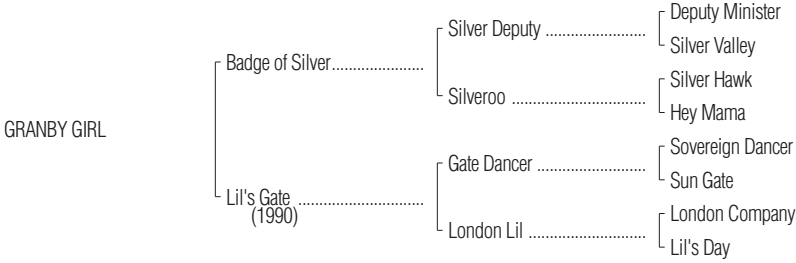 Deputy Minister
Silver Deputy ........................
Silver Valley
Badge of Silver......................
Silver Hawk
Silveroo ................................
Hey Mama
GRANBY GIRL
Sovereign Dancer
Gate Dancer ..........................
Sun Gate
Lil's Gate ..............................
(1990)
London Company
London Lil ............................
Lil's Day